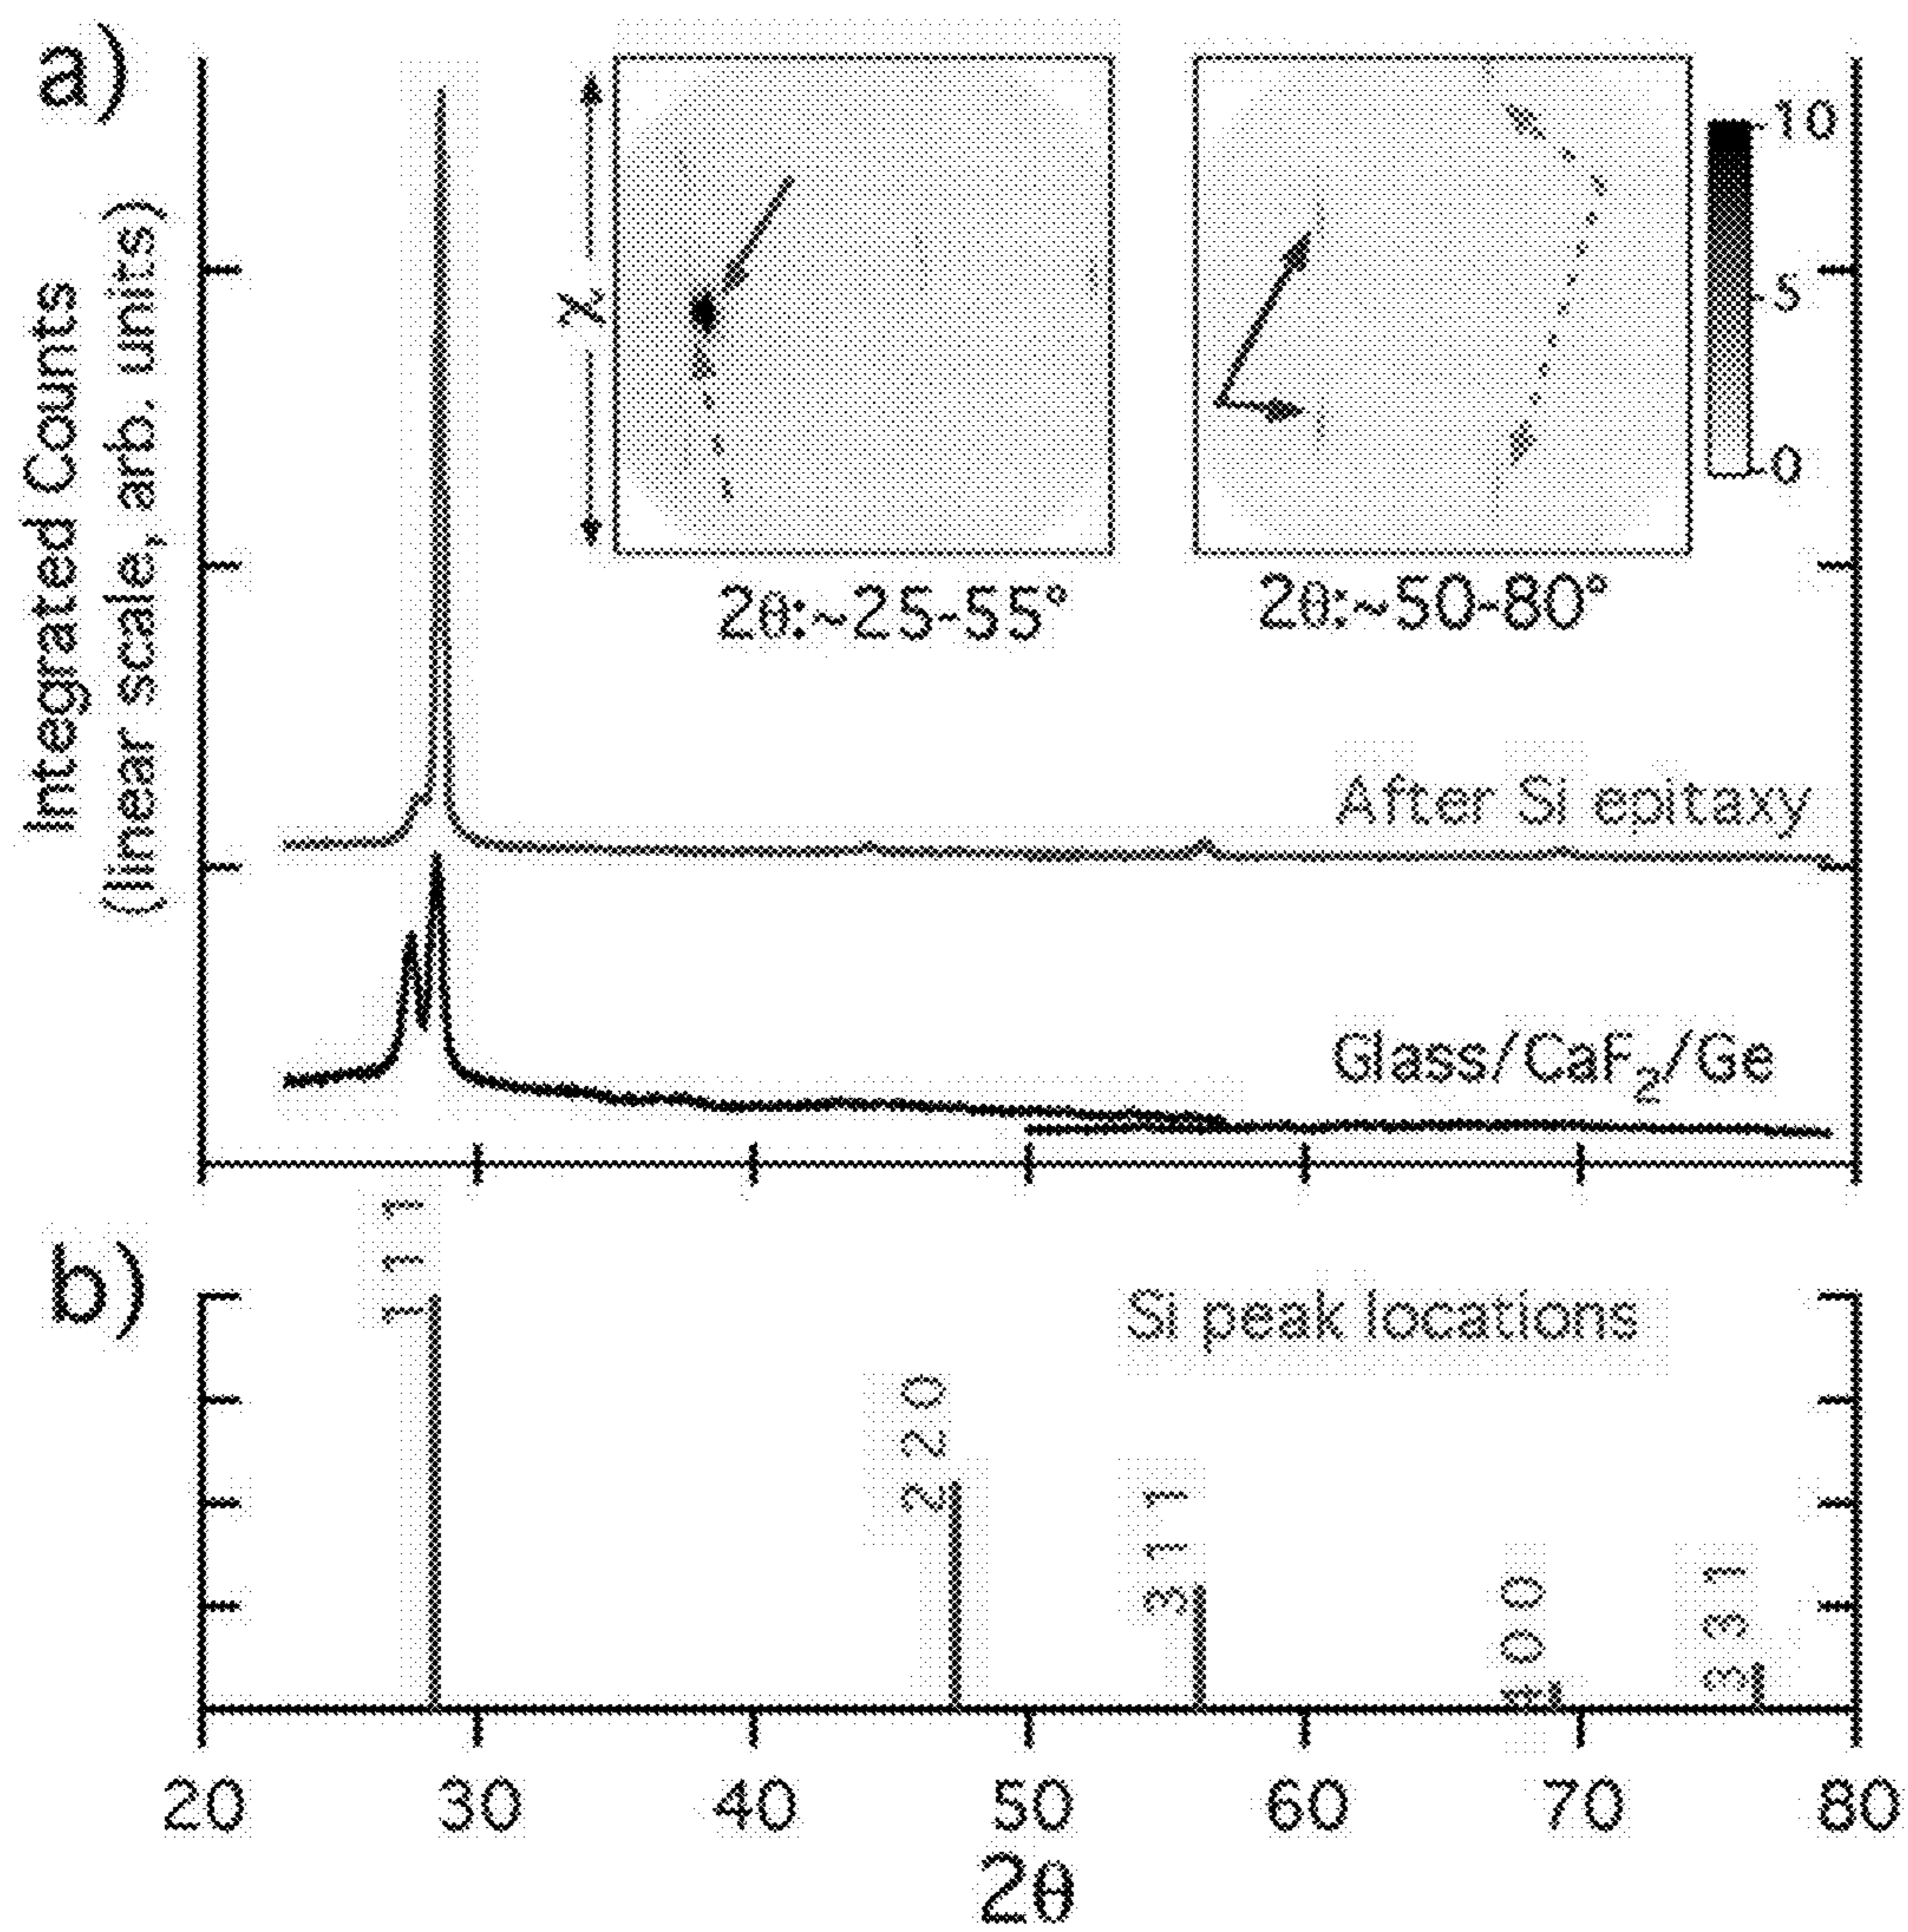 a)
Integrated Counts
(linear scale, arb. units)
χ
10
5
0
2θ:~25-55°
2θ:~50-80°
After Si epitaxy
Glass/CaF₂/Ge
b)
Si peak locations
111
220
311
400
331
20 30 40 50 60 70 80
2θ